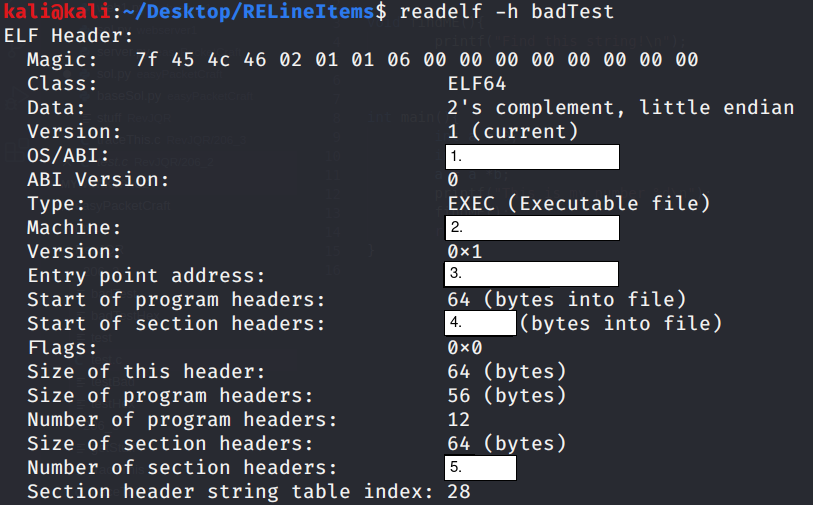 kali@kali:~/Desktop/RELineItems$ readelf -h badTest
ELF Header:
  Magic:   7f 45 4c 46 02 01 01 06 00 00 00 00 00 00 00 00
  Class:                             ELF64
  Data:                              2's complement, little endian
  Version:                           1 (current)
  OS/ABI:                            1.
  ABI Version:                       0
  Type:                              EXEC (Executable file)
  Machine:                           2.
  Version:                           0x1
  Entry point address:               3.
  Start of program headers:          64 (bytes into file)
  Start of section headers:          4. (bytes into file)
  Flags:                             0x0
  Size of this header:               64 (bytes)
  Size of program headers:           56 (bytes)
  Number of program headers:         12
  Size of section headers:           64 (bytes)
  Number of section headers:         5.
  Section header string table index: 28